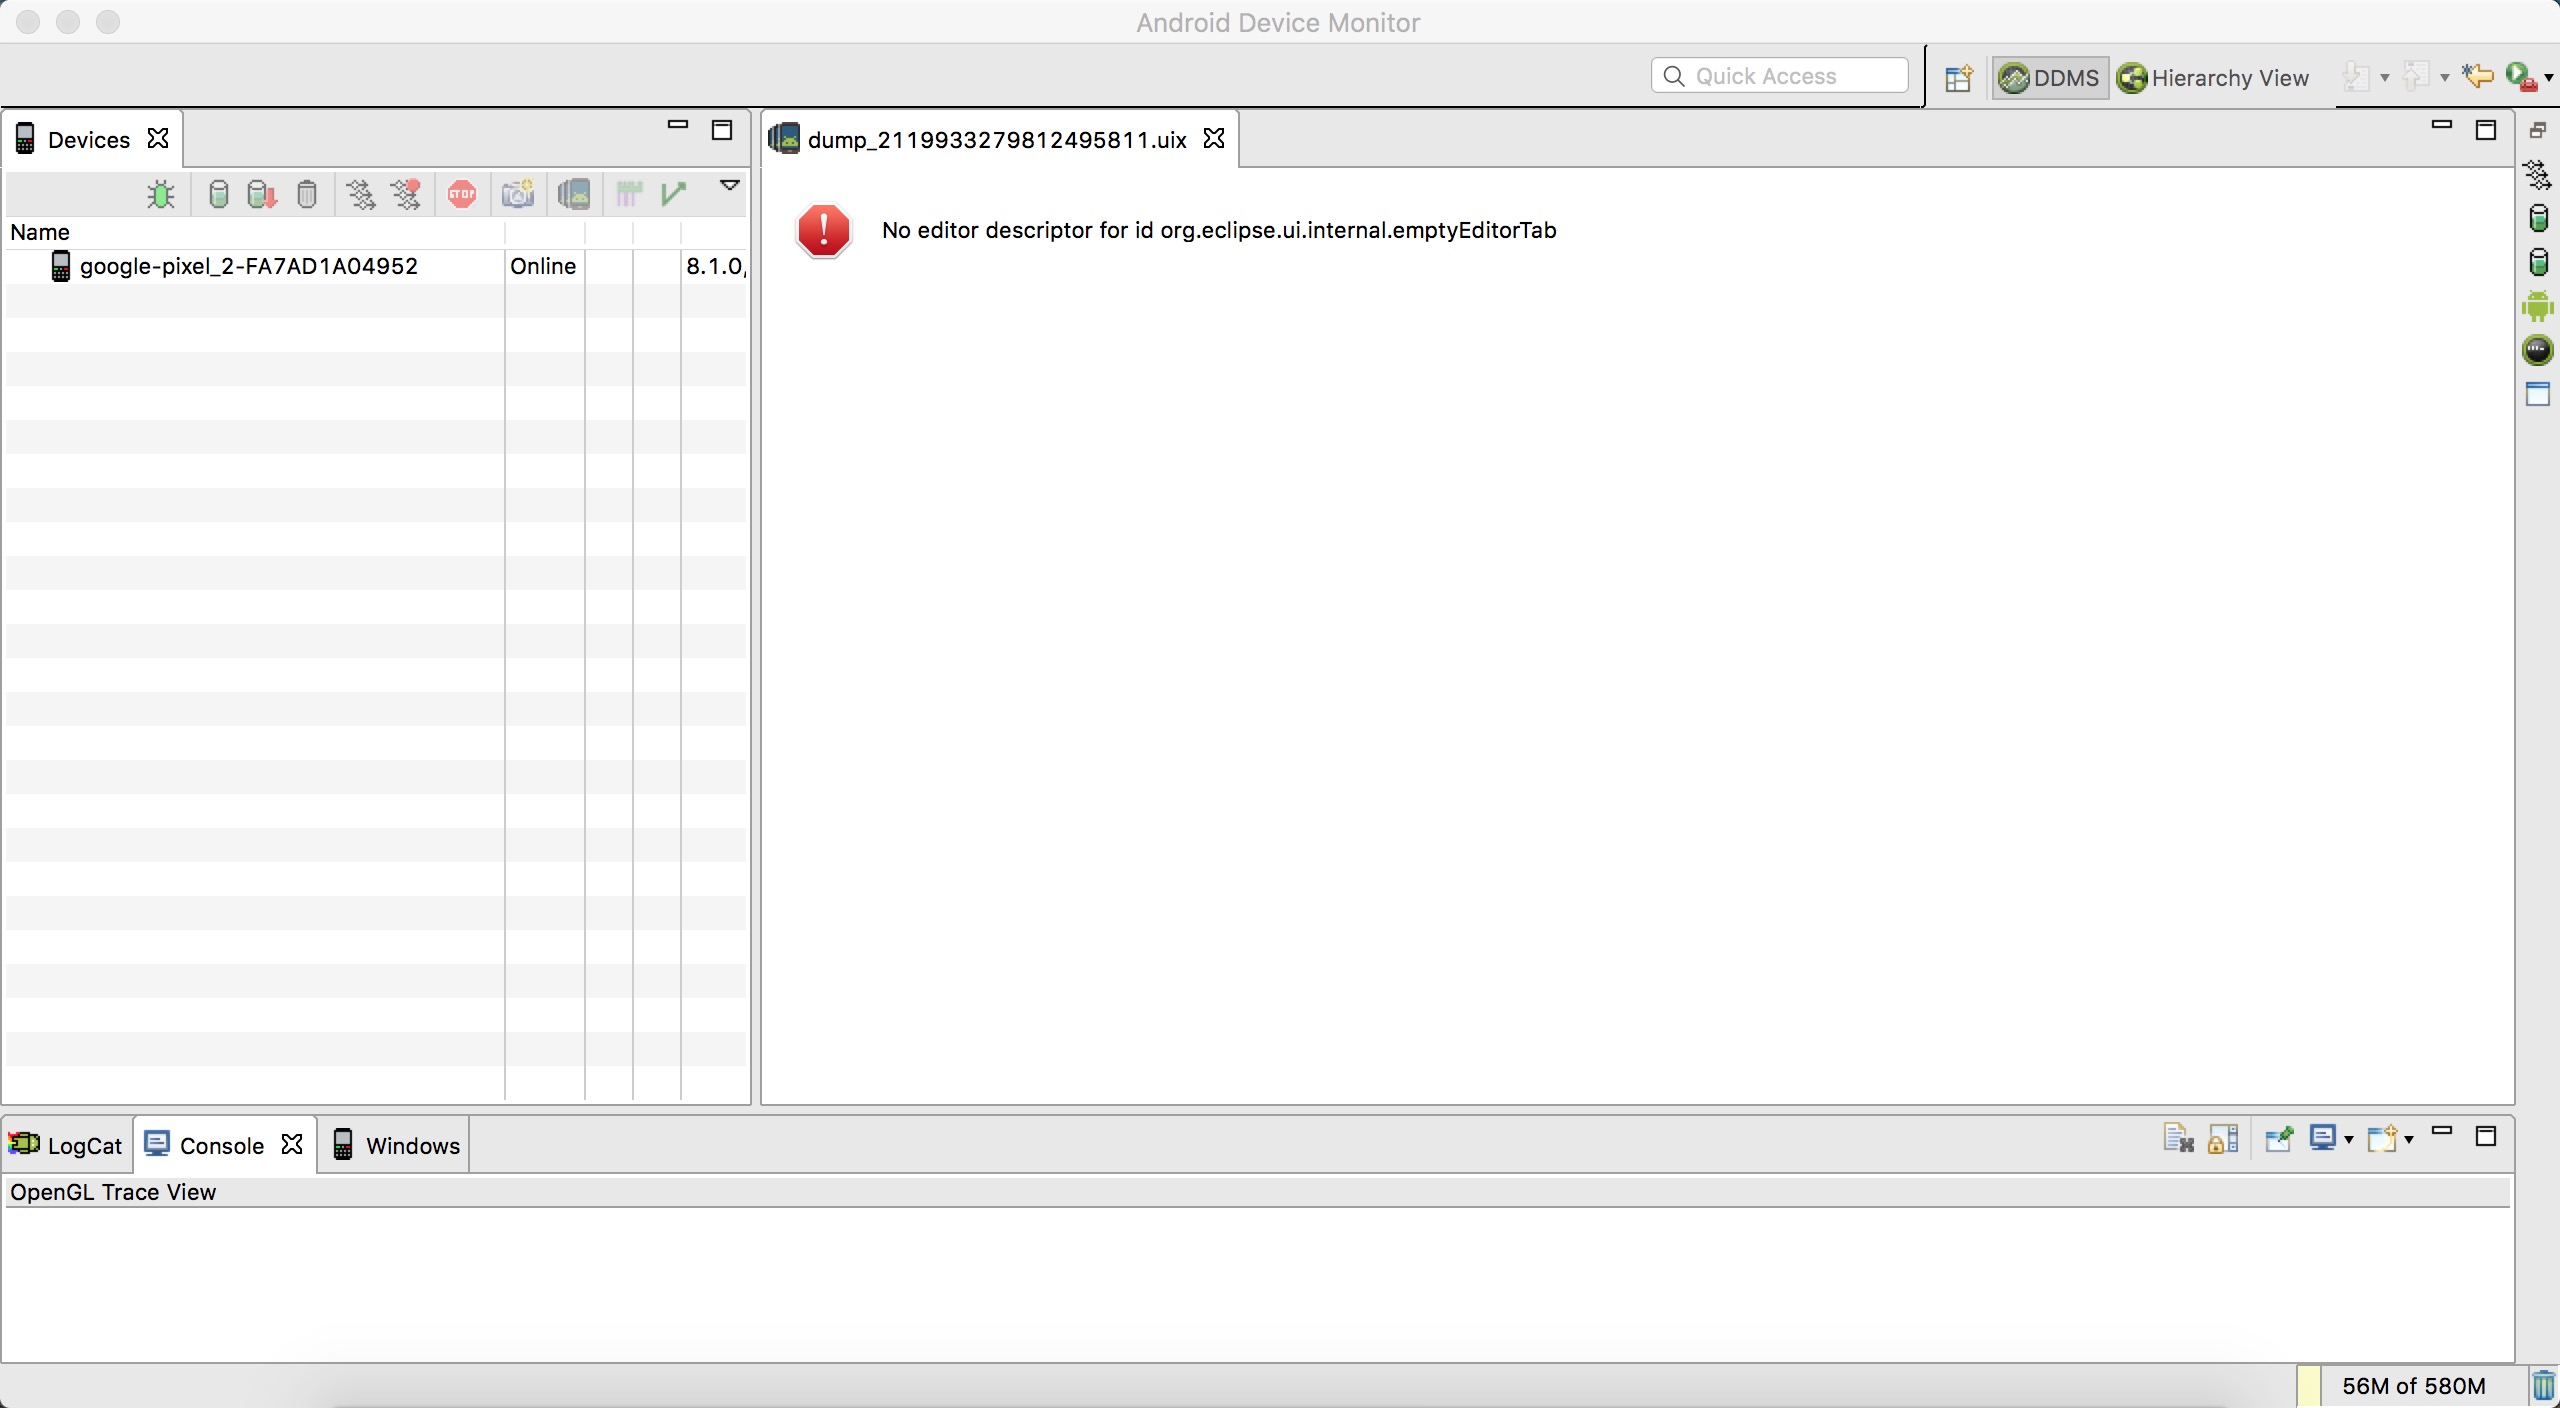 Android Device Monitor
Quick Access
DDMS
Hierarchy View
Devices
dump_2119933279812495811.uix
STOP
Name
google-pixel_2-FA7AD1A04952 Online 8.1.0,
No editor descriptor for id org.eclipse.ui.internal.emptyEditorTab
LogCat
Console
Windows
OpenGL Trace View
56M of 580M